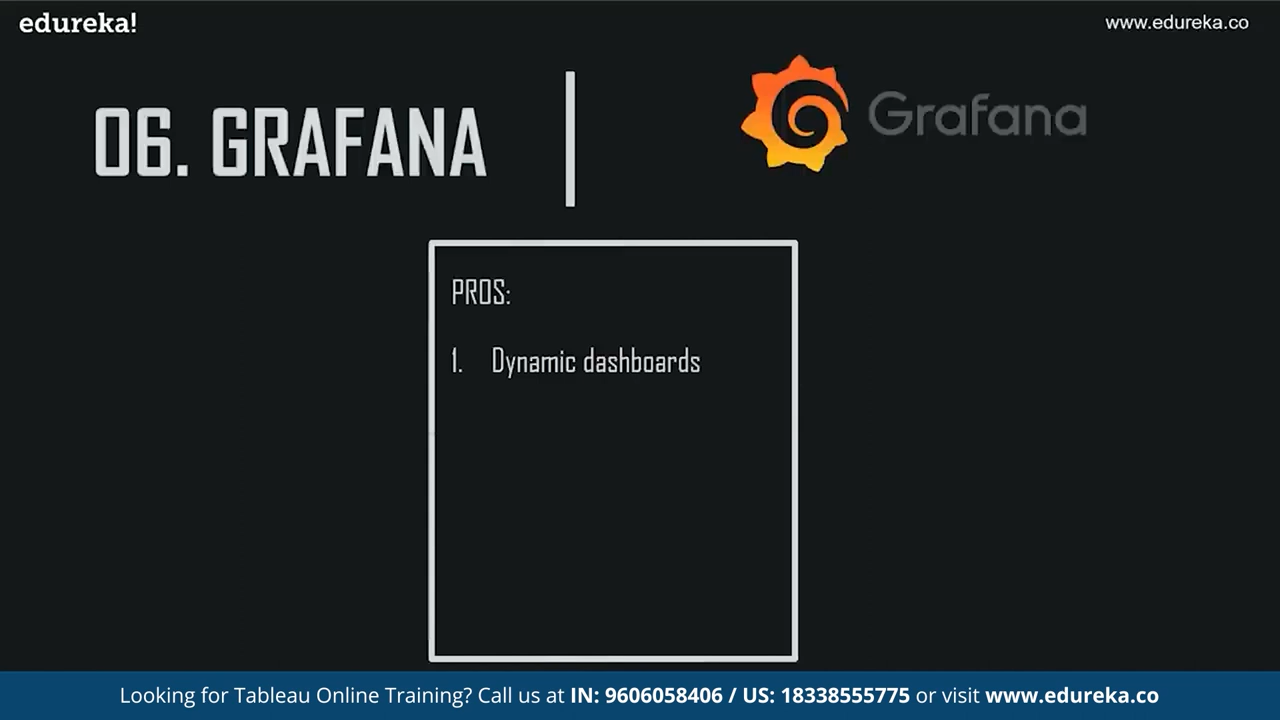 edureka!
www.edureka.co
06. GRAFANA
Grafana
PROS:
1. Dynamic dashboards
Looking for Tableau Online Training? Call us at IN: 9606058406 / US: 18338555775 or visit www.edureka.co